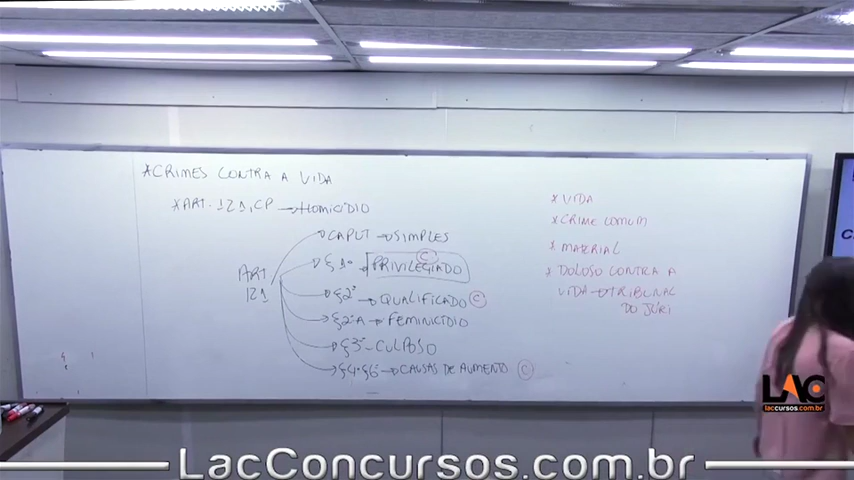 *CRIMES CONTRA A VIDA
*ART. 121, CP → HOMICÍDIO
ART
121
CAPUT → SIMPLES
§ 1º → PRIVILEGIADO C
§2º → QUALIFICADO C
§2º-A → FEMINICÍDIO
§3º - CULPOSO
§4º §6º → CAUSAS DE AUMENTO C
* VIDA
* CRIME COMUM
* MATERIAL
* DOLOSO CONTRA A
VIDA → TRIBUNAL
DO JÚRI
C
LAC
laccursos.com.br
LacConcursos.com.br